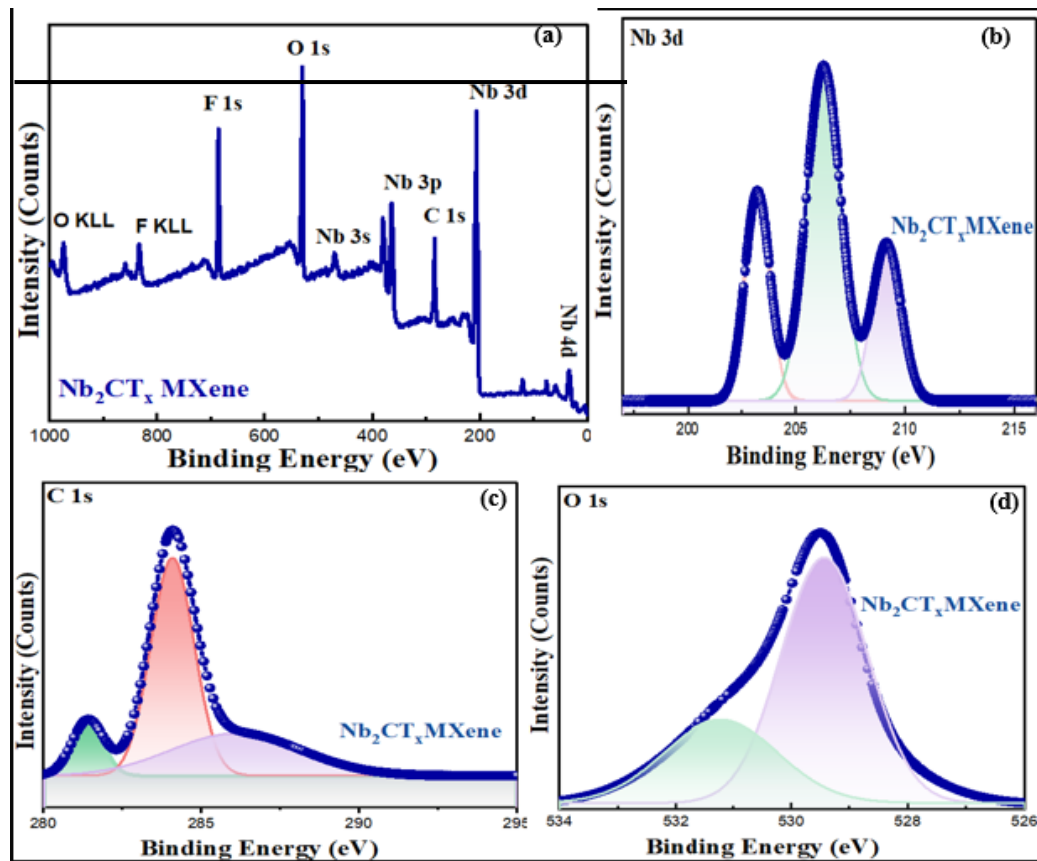 (a)
O 1s
Nb 3d
F 1s
Nb 3p
C 1s
O KLL
F KLL
Nb 3s
Nb 4d
Nb₂CTₓ MXene
Intensity (Counts)
1000 800 600 400 200 0
Binding Energy (eV)
Nb 3d
(b)
Nb₂CTₓMXene
Intensity (Counts)
200 205 210 215
Binding Energy (eV)
C 1s
(c)
Nb₂CTₓMXene
Intensity (Counts)
280 285 290 295
Binding Energy (eV)
O 1s
(d)
Nb₂CTₓMXene
Intensity (Counts)
534 532 530 528 526
Binding Energy (eV)